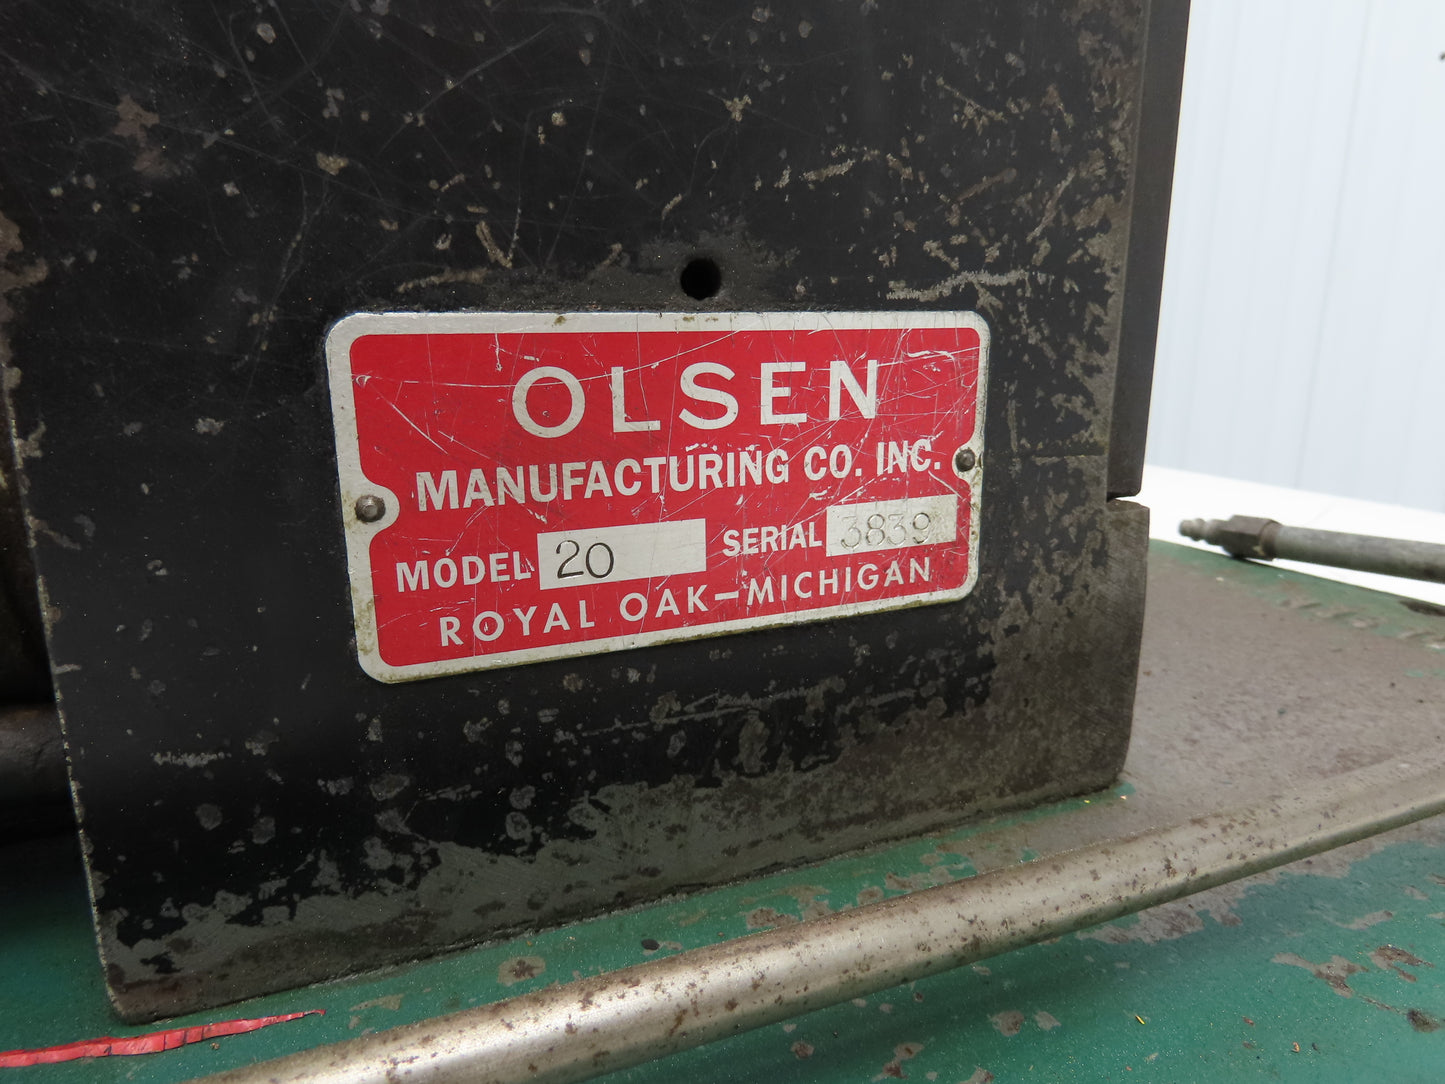 OLSEN
MANUFACTURING CO. INC.
MODEL 20 SERIAL 3839
ROYAL OAK—MICHIGAN